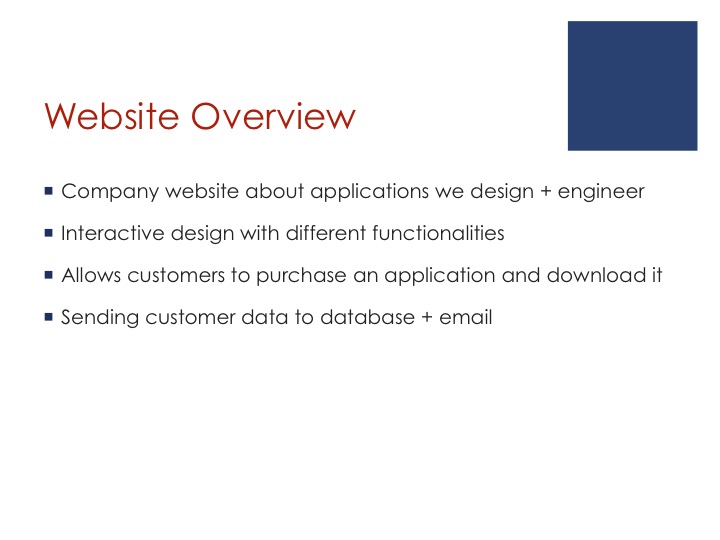 Website Overview
Company website about applications we design + engineer
Interactive design with different functionalities
Allows customers to purchase an application and download it
Sending customer data to database + email